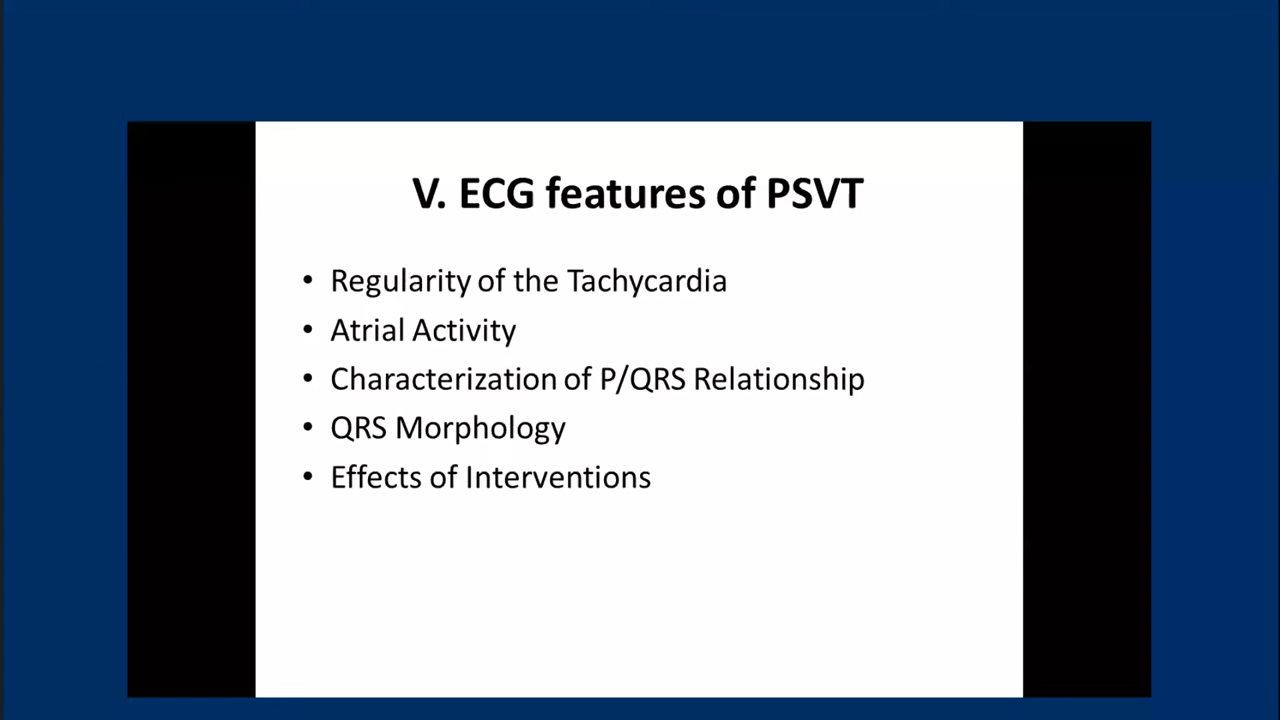 V. ECG features of PSVT
• Regularity of the Tachycardia
• Atrial Activity
• Characterization of P/QRS Relationship
• QRS Morphology
• Effects of Interventions